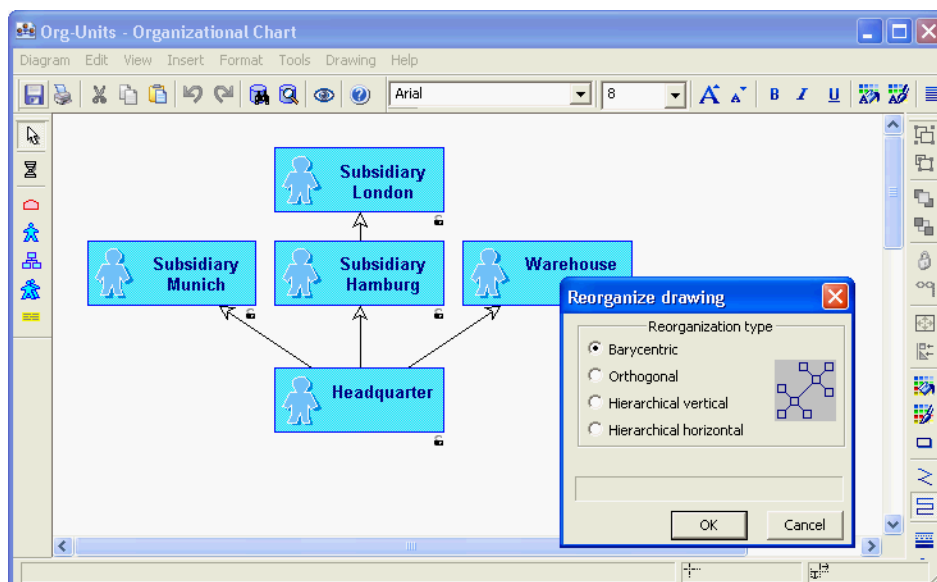 Org-Units - Organizational Chart
Diagram Edit View Insert Format Tools Drawing Help
Arial 8 A A B I U
Subsidiary
London
Subsidiary
Munich
Subsidiary
Hamburg
Warehouse
Headquarter
Reorganize drawing
Reorganization type
Barycentric
Orthogonal
Hierarchical vertical
Hierarchical horizontal
OK Cancel